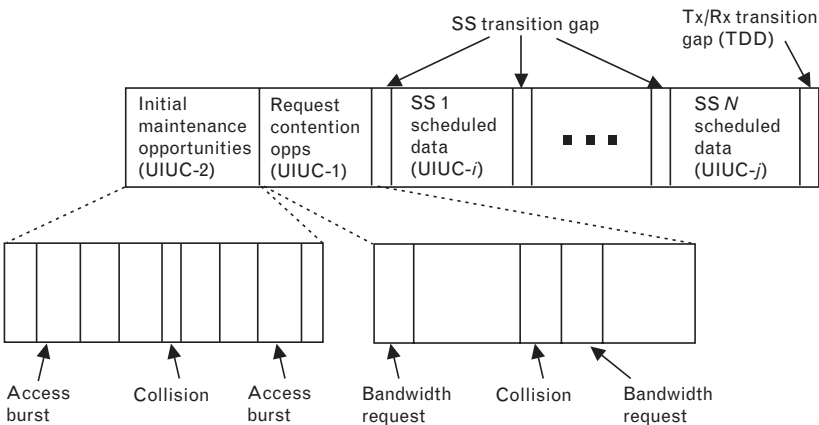 SS transition gap
Tx/Rx transition
gap (TDD)
Initial
maintenance
opportunities
(UIUC-2)
Request
contention
opps
(UIUC-1)
SS 1
scheduled
data
(UIUC-i)
SS N
scheduled
data
(UIUC-j)
Access
burst
Collision
Access
burst
Bandwidth
request
Collision
Bandwidth
request